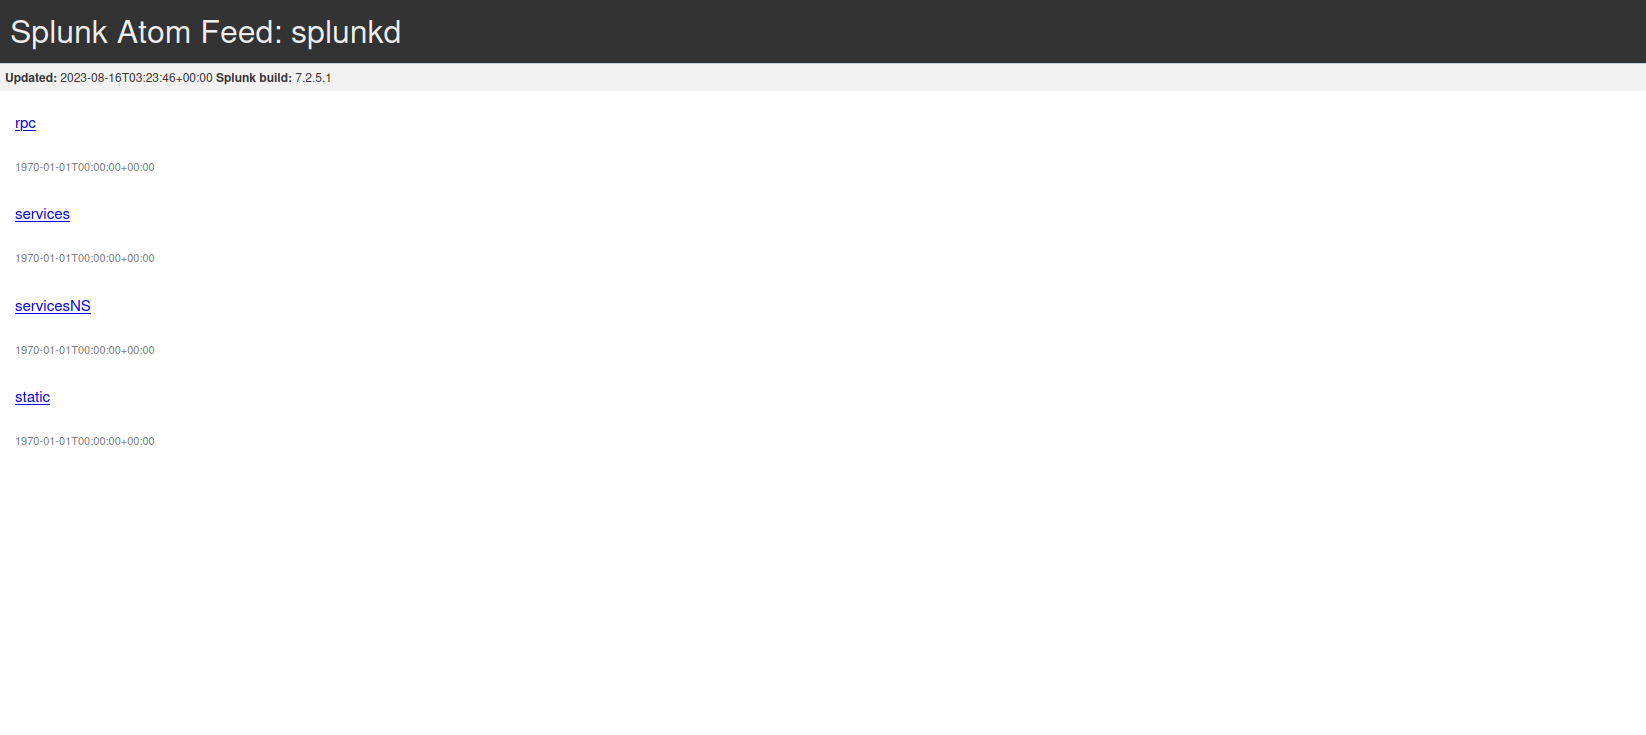 Splunk Atom Feed: splunkd
Updated: 2023-08-16T03:23:46+00:00 Splunk build: 7.2.5.1
rpc
1970-01-01T00:00:00+00:00
services
1970-01-01T00:00:00+00:00
servicesNS
1970-01-01T00:00:00+00:00
static
1970-01-01T00:00:00+00:00